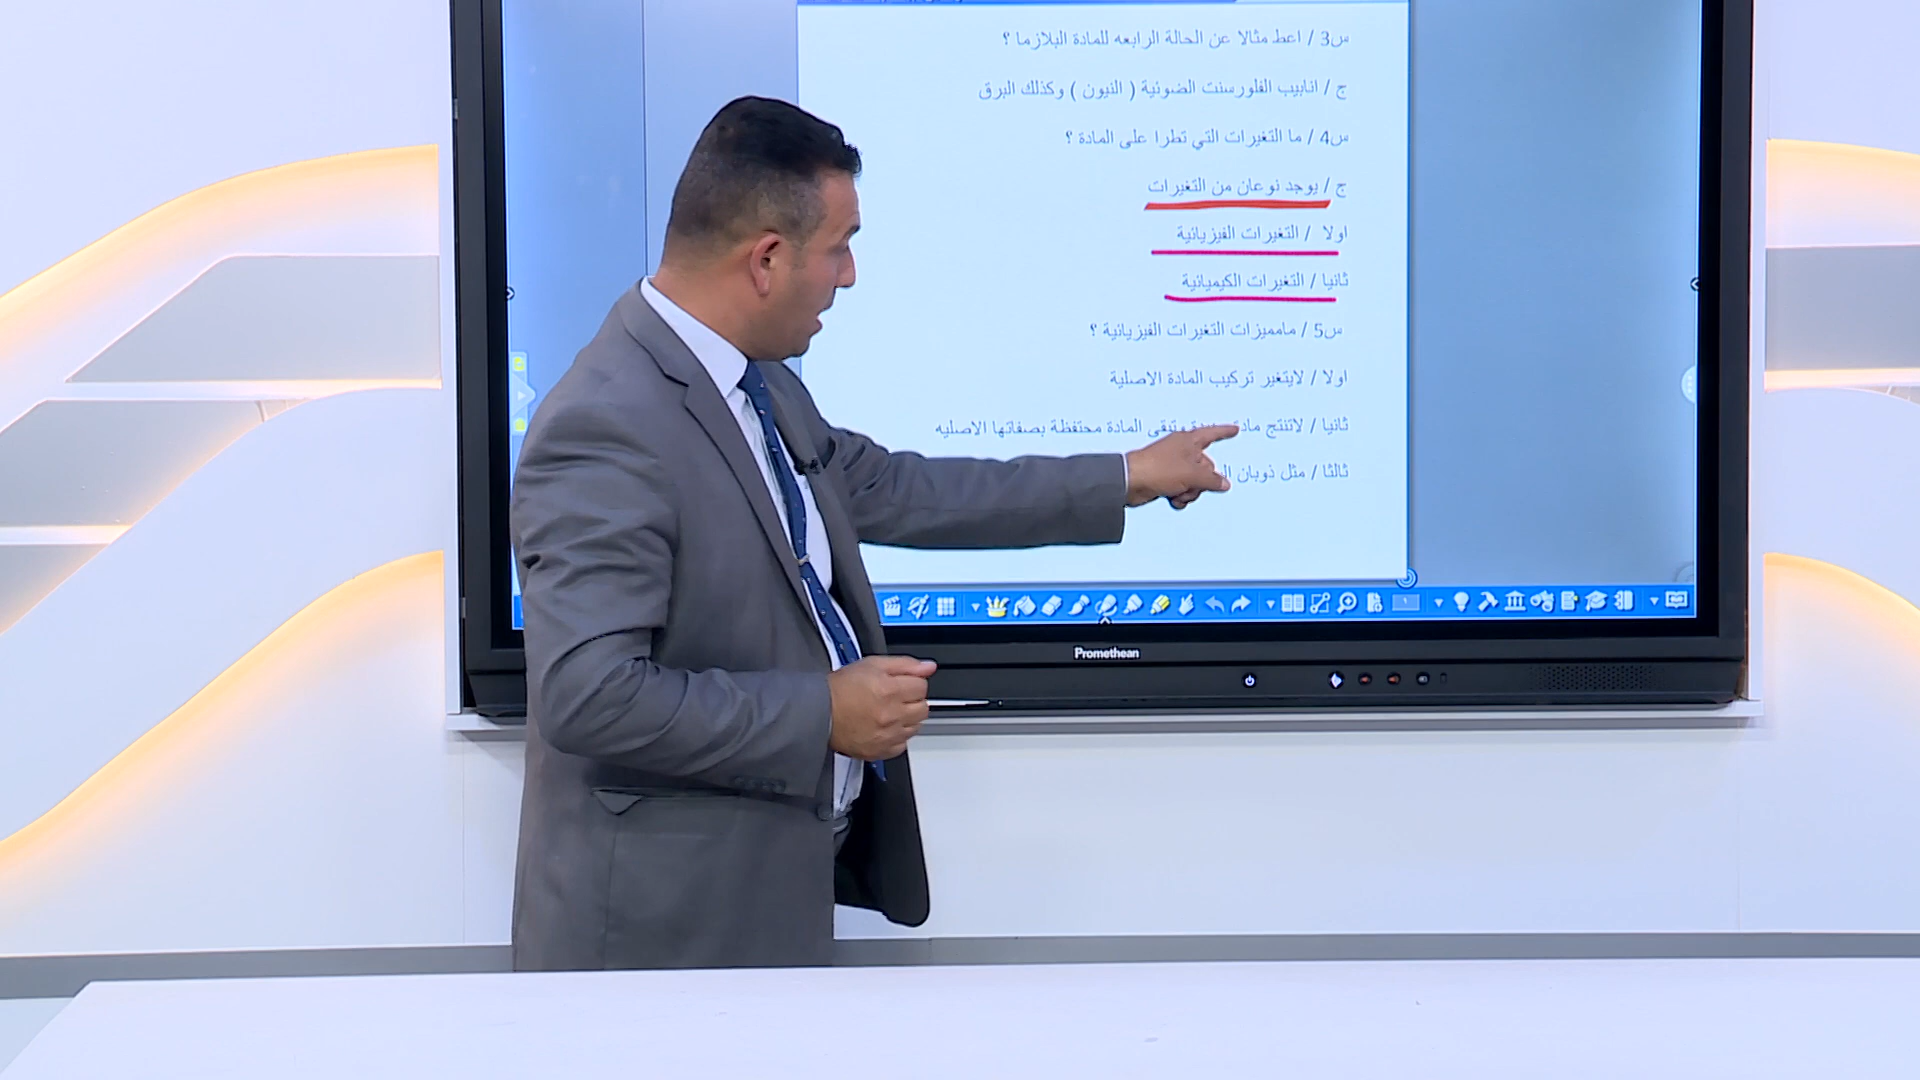 س3 / اعط مثالا عن الحالة الرابعه للمادة البلازما ؟
ج / انابيب الفلورسنت الضوئية ( النيون ) وكذلك البرق
س4 / ما التغيرات التي تطرا على المادة ؟
ج / يوجد نوعان من التغيرات
اولا / التغيرات الفيزيائية
ثانيا / التغيرات الكيميائية
س5 / مامميزات التغيرات الفيزيائية ؟
اولا / لايتغير تركيب المادة الاصلية
ثانيا / لاتنتج وتبقى المادة محتفظة بصفاتها الاصليه
ثالثا / مثل ذوبان
Promethean